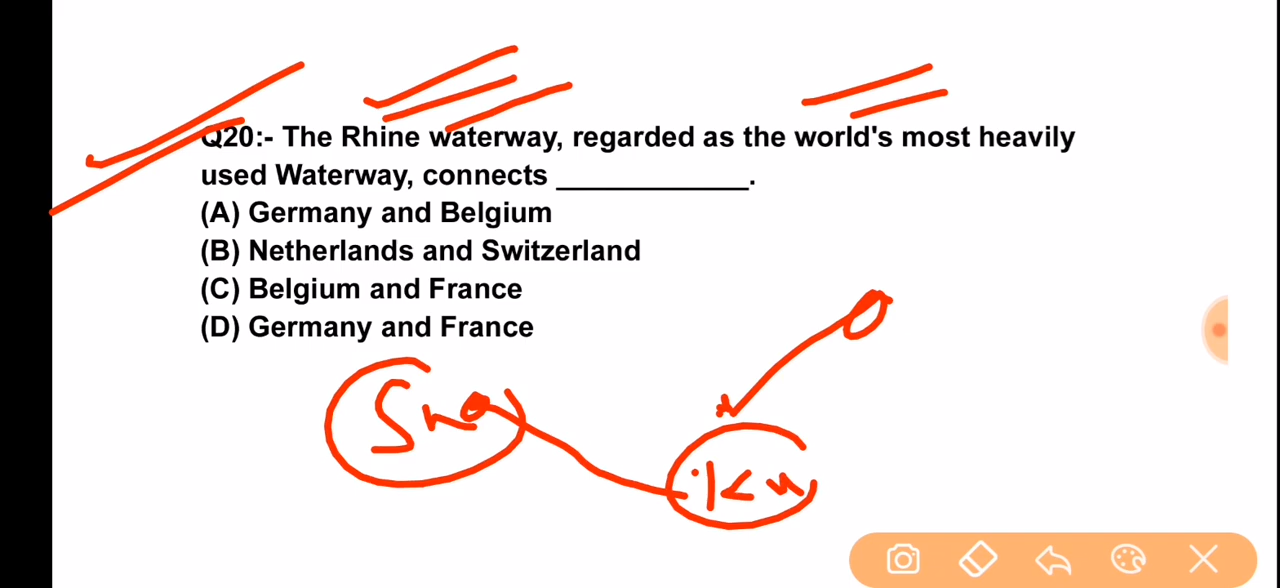 Q20:- The Rhine waterway, regarded as the world's most heavily
used Waterway, connects ____________.
(A) Germany and Belgium
(B) Netherlands and Switzerland
(C) Belgium and France
(D) Germany and France